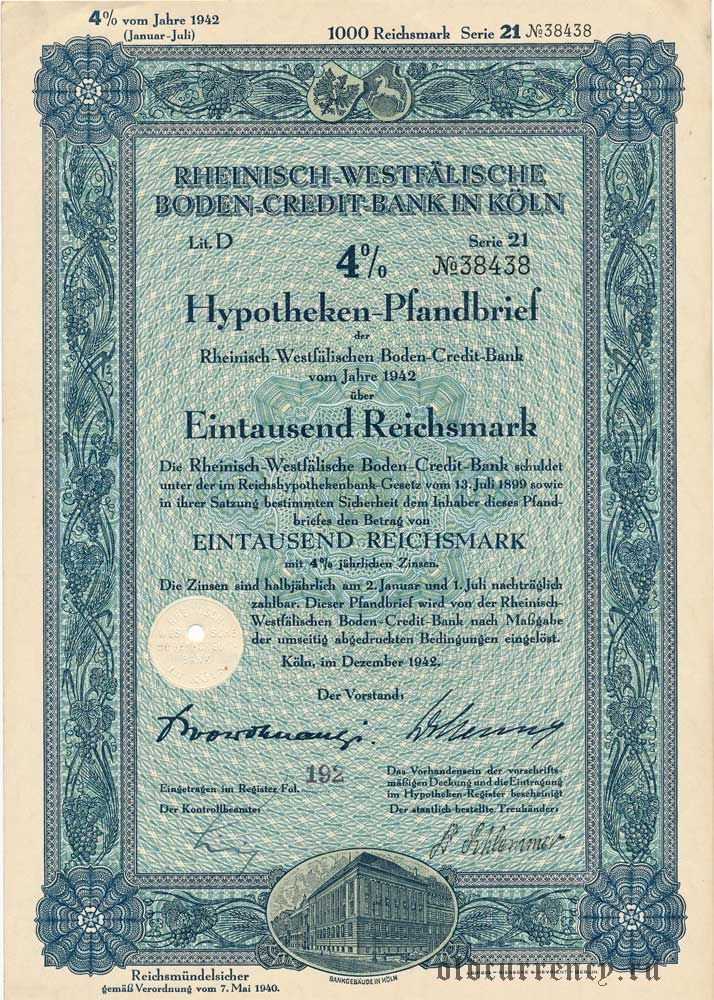 4% vom Jahre 1942
(Januar-Juli)
1000 Reichsmark Serie 21 №38438
RHEINISCH-WESTFÄLISCHE
BODEN-CREDIT-BANK IN KÖLN
Lit. D
Serie 21
4% №38438
Hypotheken-Pfandbrief
der
Rheinisch-Westfälischen Boden-Credit-Bank
vom Jahre 1942
über
Eintausend Reichsmark
Die Rheinisch-Westfälische Boden-Credit-Bank schuldet
unter der im Reichshypothekenbank-Gesetz vom 13. Juli 1899 sowie
in ihrer Satzung bestimmten Sicherheit dem Inhaber dieses Pfand-
briefes den Betrag von
EINTAUSEND REICHSMARK
mit 4% jährlichen Zinsen.
Die Zinsen sind halbjährlich am 2. Januar und 1. Juli nachträglich
zahlbar. Dieser Pfandbrief wird von der Rheinisch-
Westfälischen Boden-Credit-Bank nach Maßgabe
der umseitig abgedruckten Bedingungen eingelöst.
Köln, im Dezember 1942.
Der Vorstand:
Eingetragen im Register Fol. 192
Der Kontrollbeamte:
Das Vorhandensein der vorschrifts-
mäßigen Deckung und die Eintragung
im Hypotheken-Register bescheinigt
Der staatlich bestellte Treuhänder:
Dr Schlemmer
BANKGEBÄUDE IN KÖLN
Reichsmündelsicher
gemäß Verordnung vom 7. Mai 1940.
oldcurrency.ru